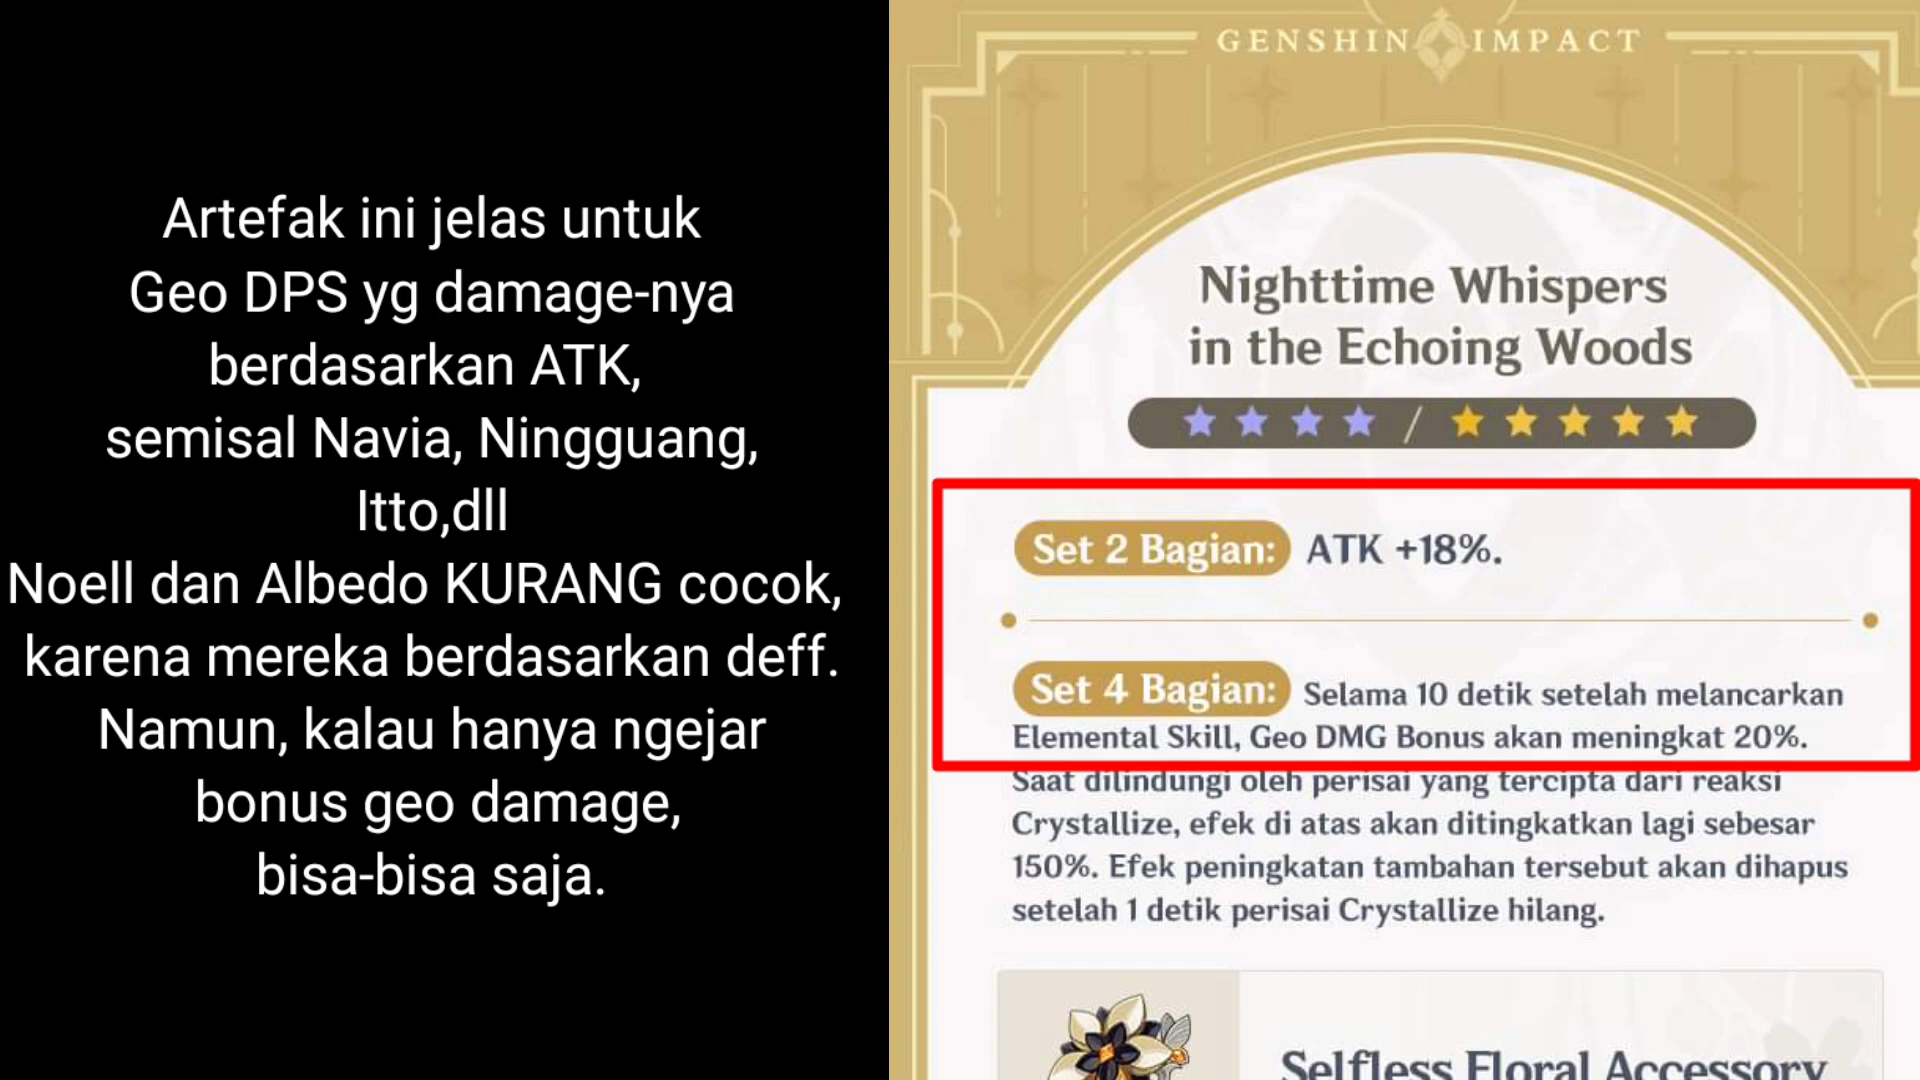 Artefak ini jelas untuk
Geo DPS yg damage-nya
berdasarkan ATK,
semisal Navia, Ningguang,
Itto,dll
Noell dan Albedo KURANG cocok,
karena mereka berdasarkan deff.
Namun, kalau hanya ngejar
bonus geo damage,
bisa-bisa saja.
GENSHIN IMPACT
Nighttime Whispers
in the Echoing Woods
Set 2 Bagian: ATK +18%.
Set 4 Bagian: Selama 10 detik setelah melancarkan
Elemental Skill, Geo DMG Bonus akan meningkat 20%.
Saat dilindungi oleh perisai yang tercipta dari reaksi
Crystallize, efek di atas akan ditingkatkan lagi sebesar
150%. Efek peningkatan tambahan tersebut akan dihapus
setelah 1 detik perisai Crystallize hilang.
Selfless Floral Accessory